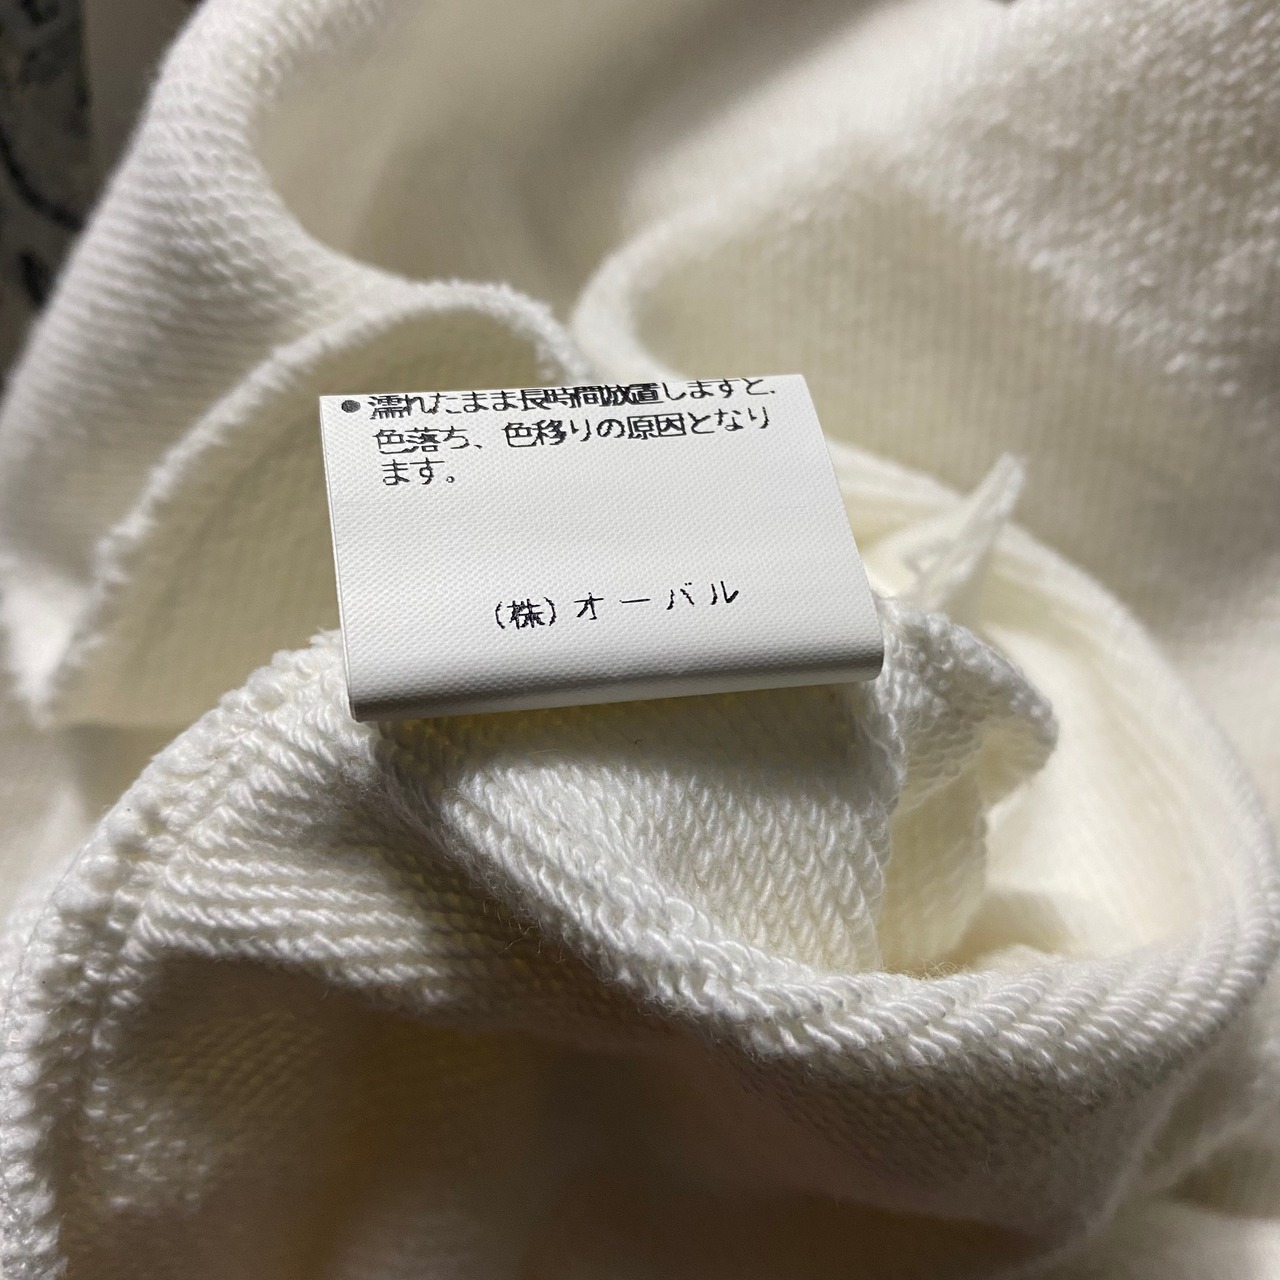 ●濡れたまま長時間放置しますと、
色落ち、色移りの原因となり
ます。
(株)オーバル